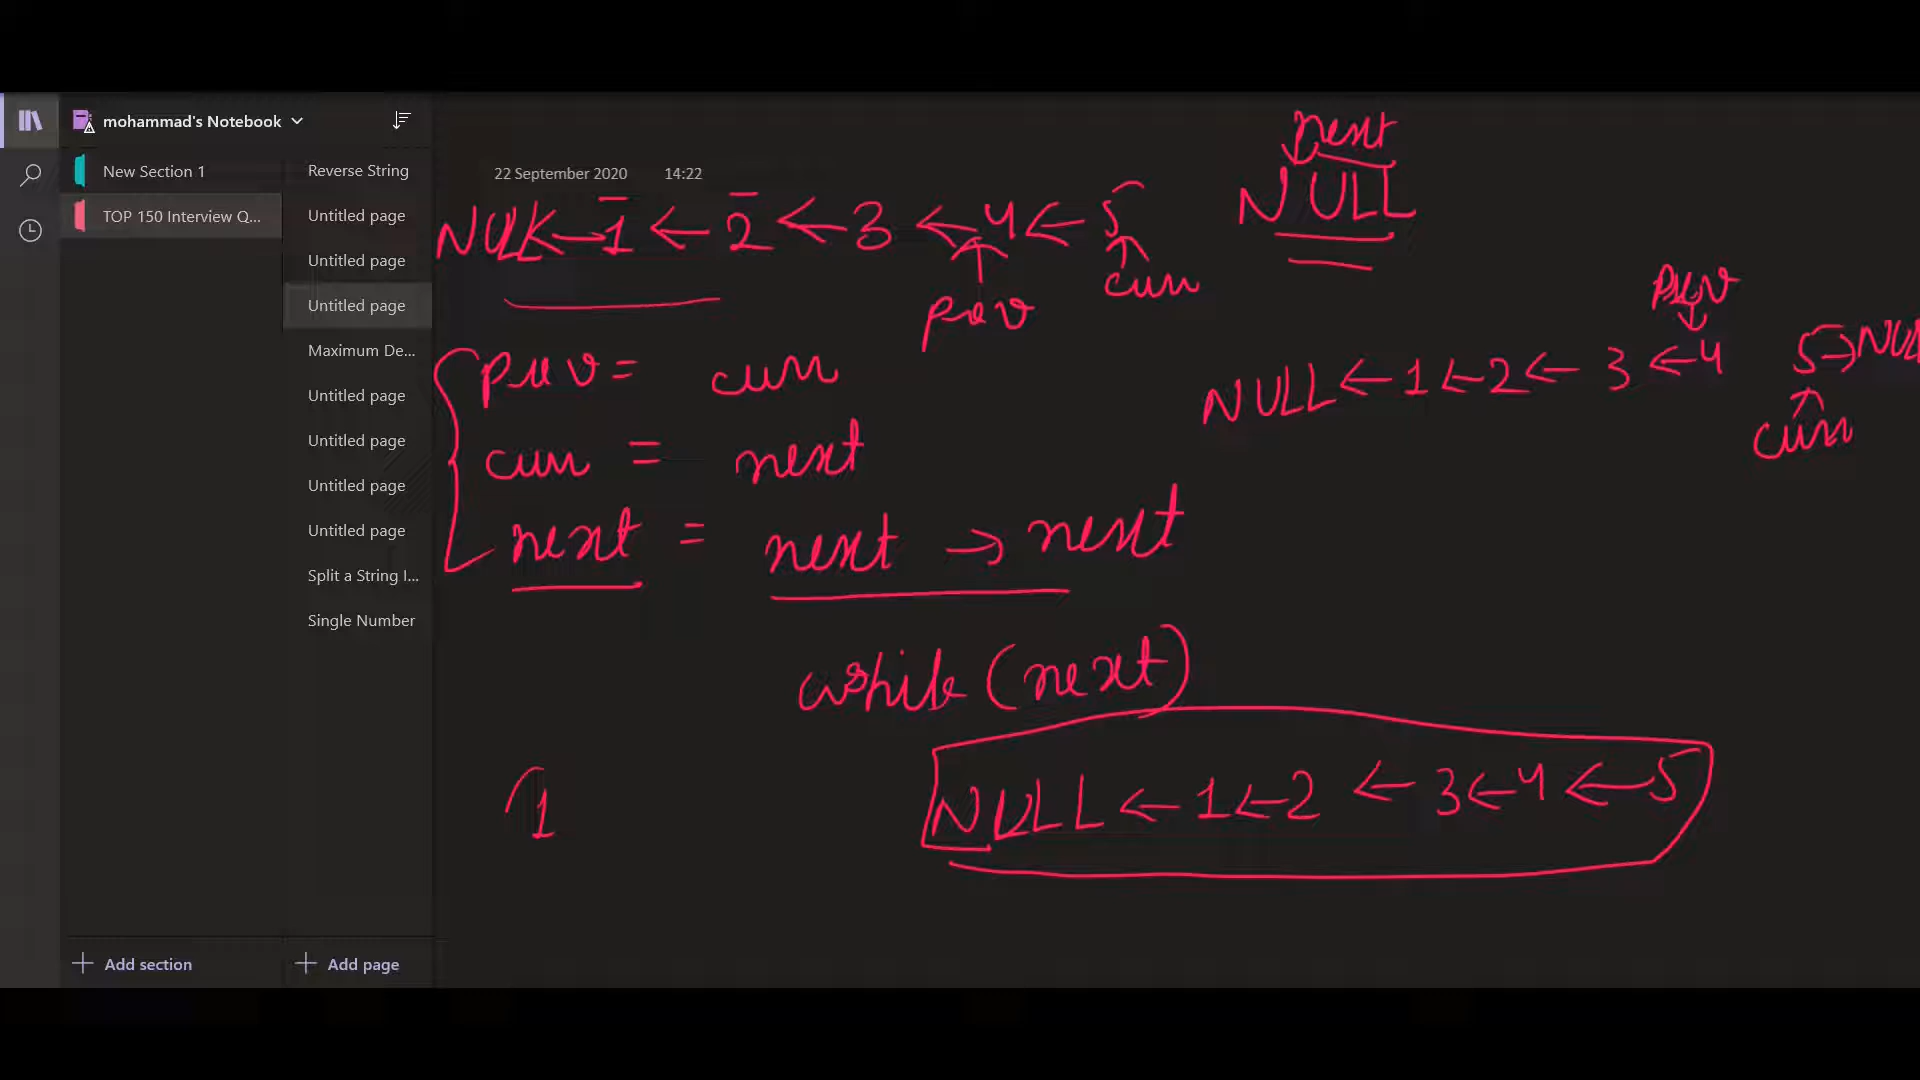 mohammad's Notebook
New Section 1
TOP 150 Interview Q...
Reverse String
Untitled page
Untitled page
Untitled page
Maximum De...
Untitled page
Untitled page
Untitled page
Untitled page
Split a String I...
Single Number
Add section
Add page
22 September 2020 14:22
next
NULL
NULL ← 1 ← 2 ← 3 ← 4 ← 5
prev
curr
prev = curr
curr = next
next = next → next
prev
NULL ← 1 ← 2 ← 3 ← 4 5 → NUL
curr
while (next)
1
NULL ← 1 ← 2 ← 3 ← 4 ← 5